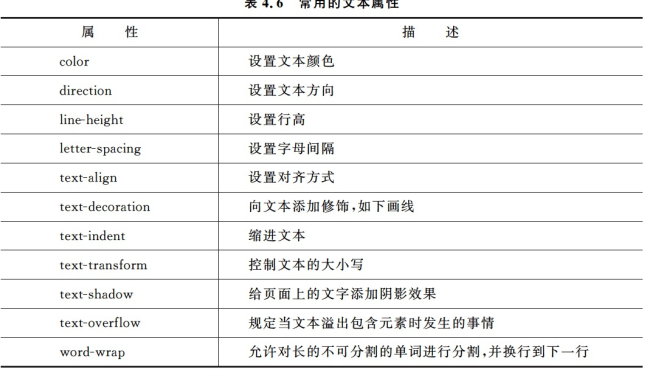 表 4.6 常用的文本属性
属 性 描 述
color 设置文本颜色
direction 设置文本方向
line-height 设置行高
letter-spacing 设置字母间隔
text-align 设置对齐方式
text-decoration 向文本添加修饰,如下画线
text-indent 缩进文本
text-transform 控制文本的大小写
text-shadow 给页面上的文字添加阴影效果
text-overflow 规定当文本溢出包含元素时发生的事情
word-wrap 允许对长的不可分割的单词进行分割,并换行到下一行